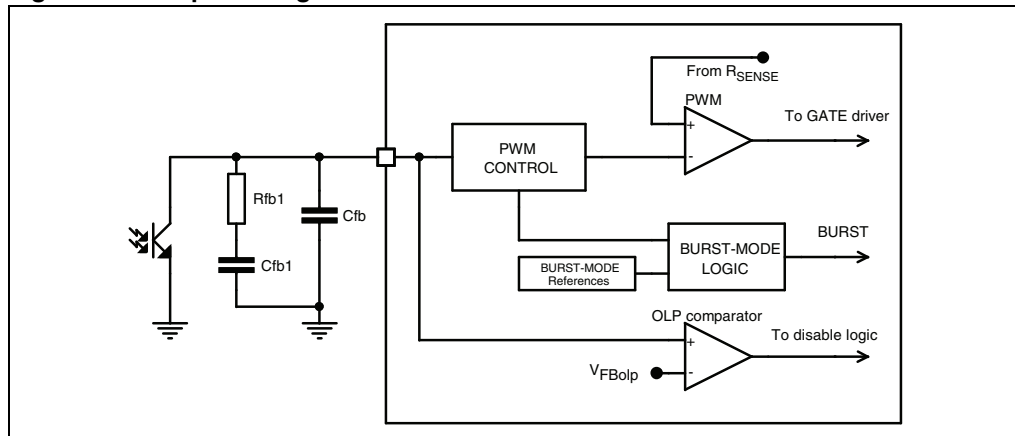 From RSENSE
PWM
To GATE driver
PWM
CONTROL
+
-
Rfb1
Cfb
Cfb1
BURST
BURST-MODE
LOGIC
BURST-MODE
References
OLP comparator
To disable logic
+
-
VFBolp